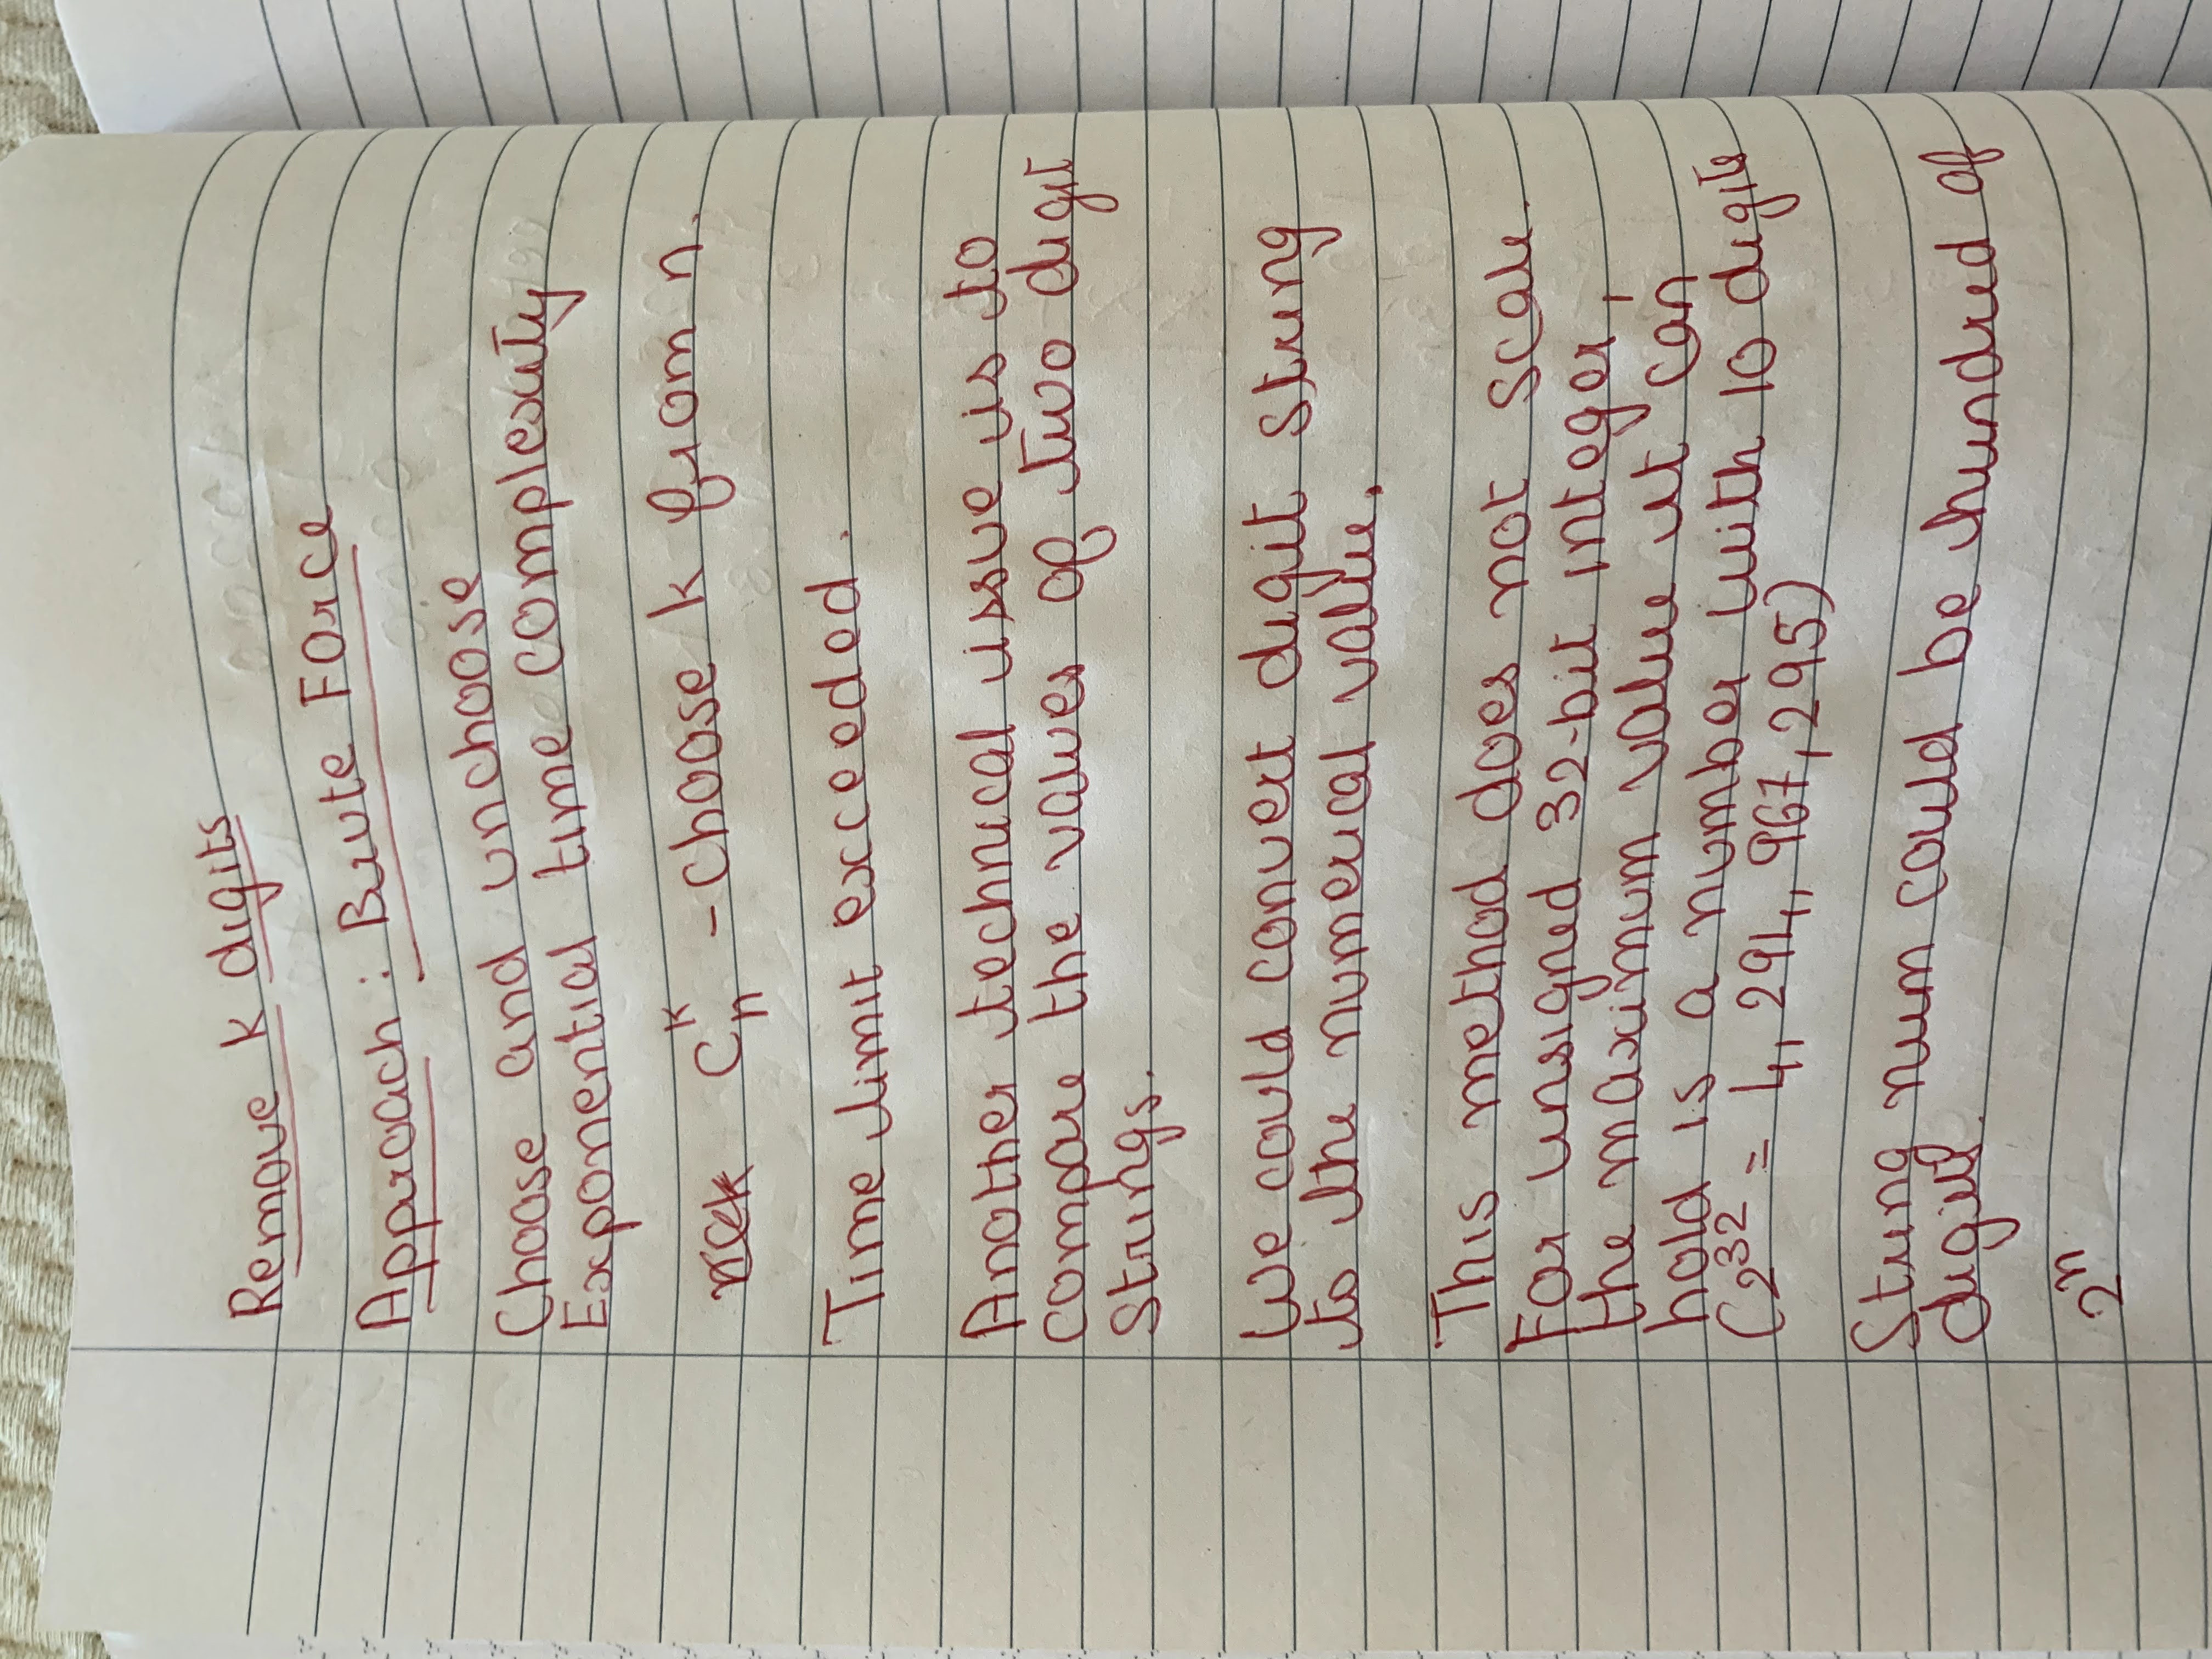 Remove k digits
Approach : Brute Force
Choose and unchoose
Exponential time complexity
nCk C_n^k - choose k from n.
Time limit exceeded.
Another technical issue is to
compare the values of two digit
strings.
We could convert digit string
to the numerical value.
This method does not scale.
For unsigned 32-bit integer,
the maximum value it can
hold is a number with 10 digits
(2^32 = 4, 294, 967, 295)
String num could be hundred of
digits.
2^n